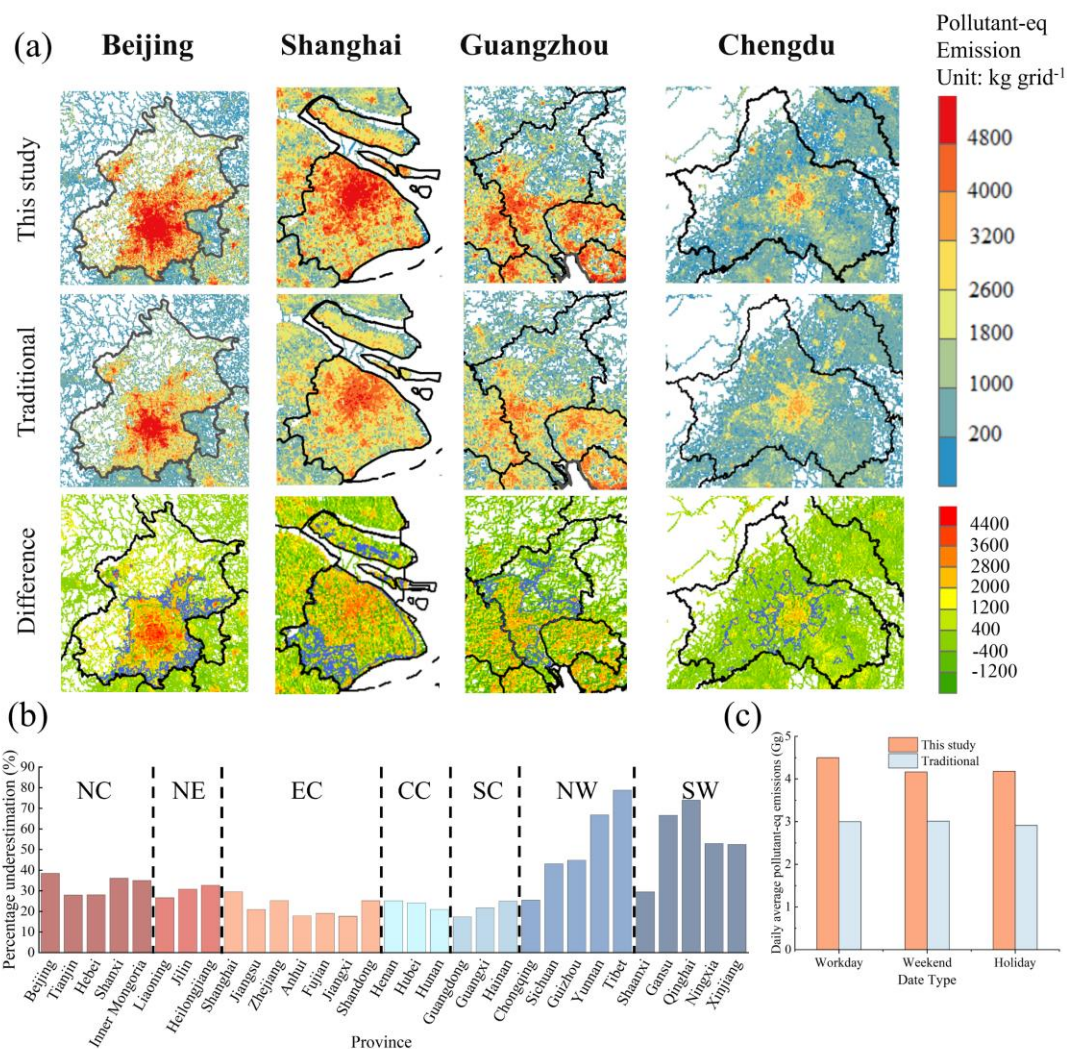 (a)
Beijing
Shanghai
Guangzhou
Chengdu
Pollutant-eq
Emission
Unit: kg grid-1
This study
Traditional
Difference
4800
4000
3200
2600
1800
1000
200
4400
3600
2800
2000
1200
400
-400
-1200
(b)
Percentage underestimation (%)
90
80
70
60
50
40
30
20
10
0
NC
NE
EC
CC
SC
NW
SW
Beijing
Tianjin
Hebei
Shanxi
Inner Mongoria
Liaoning
Jilin
Heilongjiang
Shanghai
Jiangsu
Zhejiang
Anhui
Fujian
Jiangxi
Shandong
Henan
Hubei
Hunan
Guangdong
Guangxi
Hainan
Chongqing
Sichuan
Guizhou
Yunnan
Tibet
Shaanxi
Gansu
Qinghai
Ningxia
Xinjiang
Province
(c)
Daily average pollutant-eq emissions (Gg)
5
4
3
2
1
0
This study
Traditional
Workday
Weekend
Holiday
Date Type